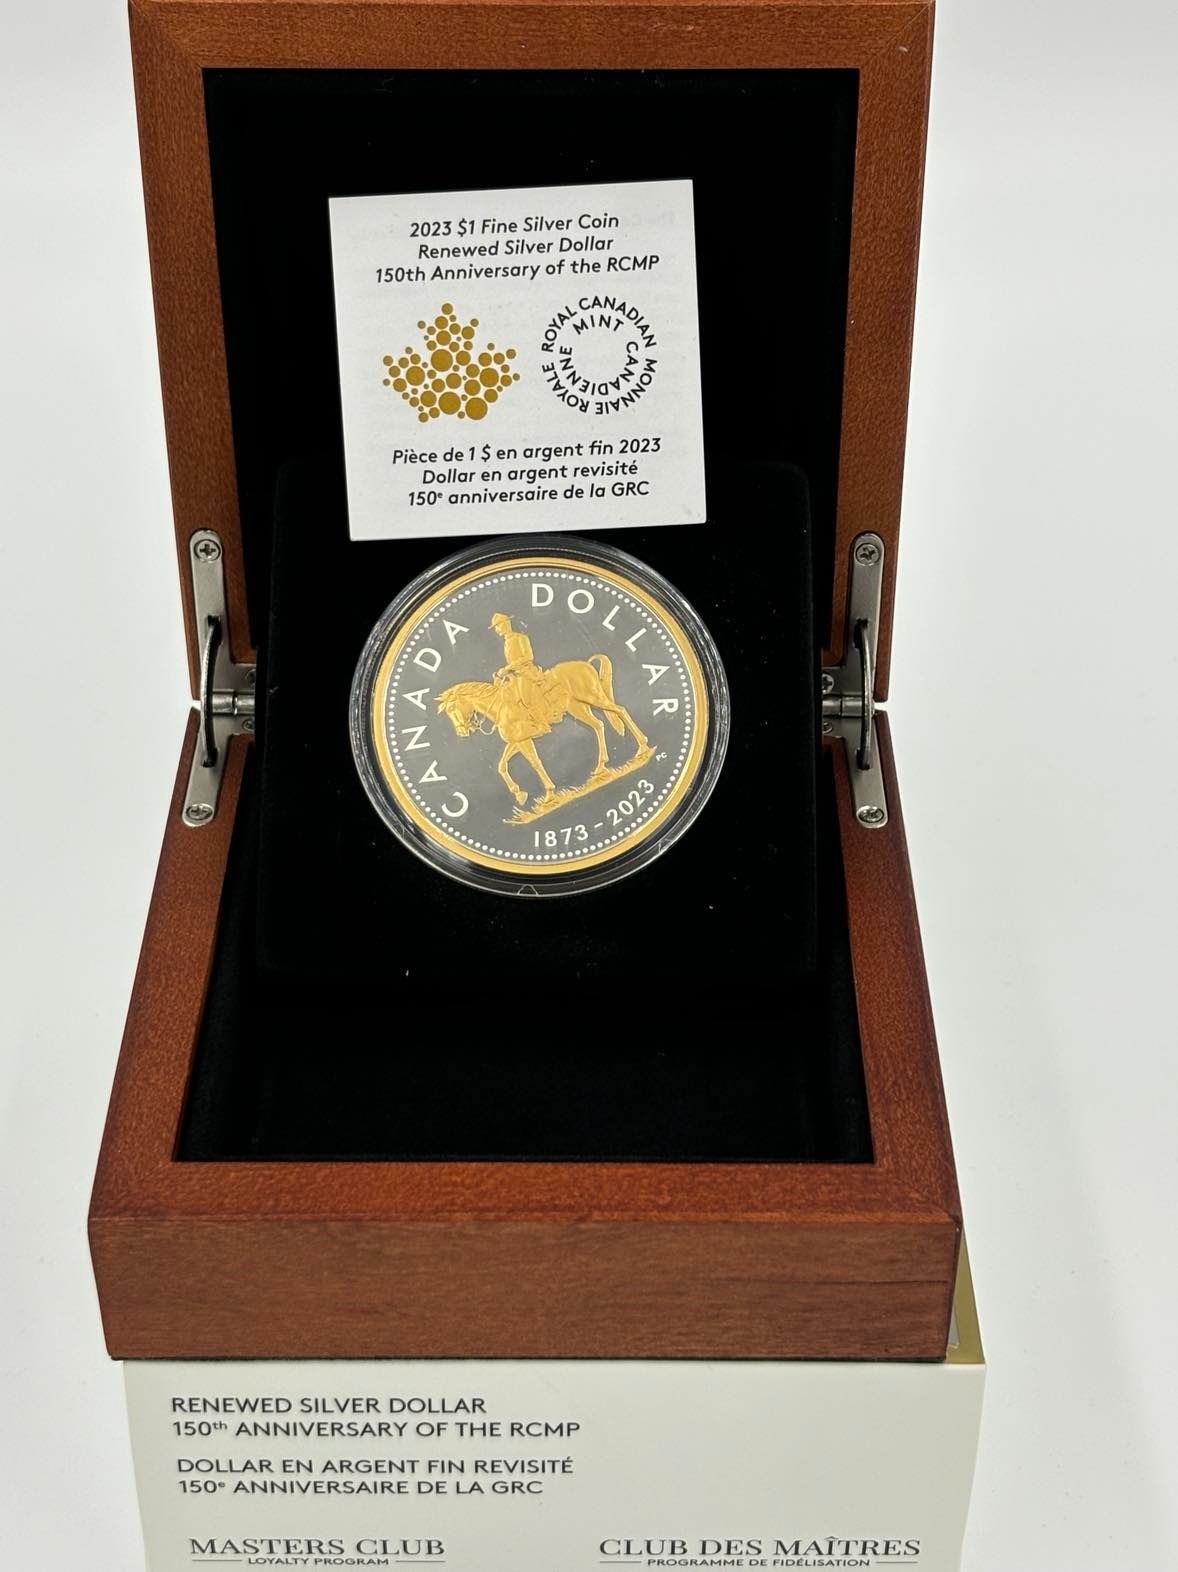 2023 $1 Fine Silver Coin
Renewed Silver Dollar
150th Anniversary of the RCMP
ROYAL CANADIAN MINT
MONNAIE ROYALE CANADIENNE
Pièce de 1 $ en argent fin 2023
Dollar en argent revisité
150e anniversaire de la GRC
CANADA DOLLAR
PC
1873-2023
RENEWED SILVER DOLLAR
150th ANNIVERSARY OF THE RCMP
DOLLAR EN ARGENT FIN REVISITÉ
150e ANNIVERSAIRE DE LA GRC
MASTERS CLUB
LOYALTY PROGRAM
CLUB DES MAÎTRES
PROGRAMME DE FIDÉLISATION